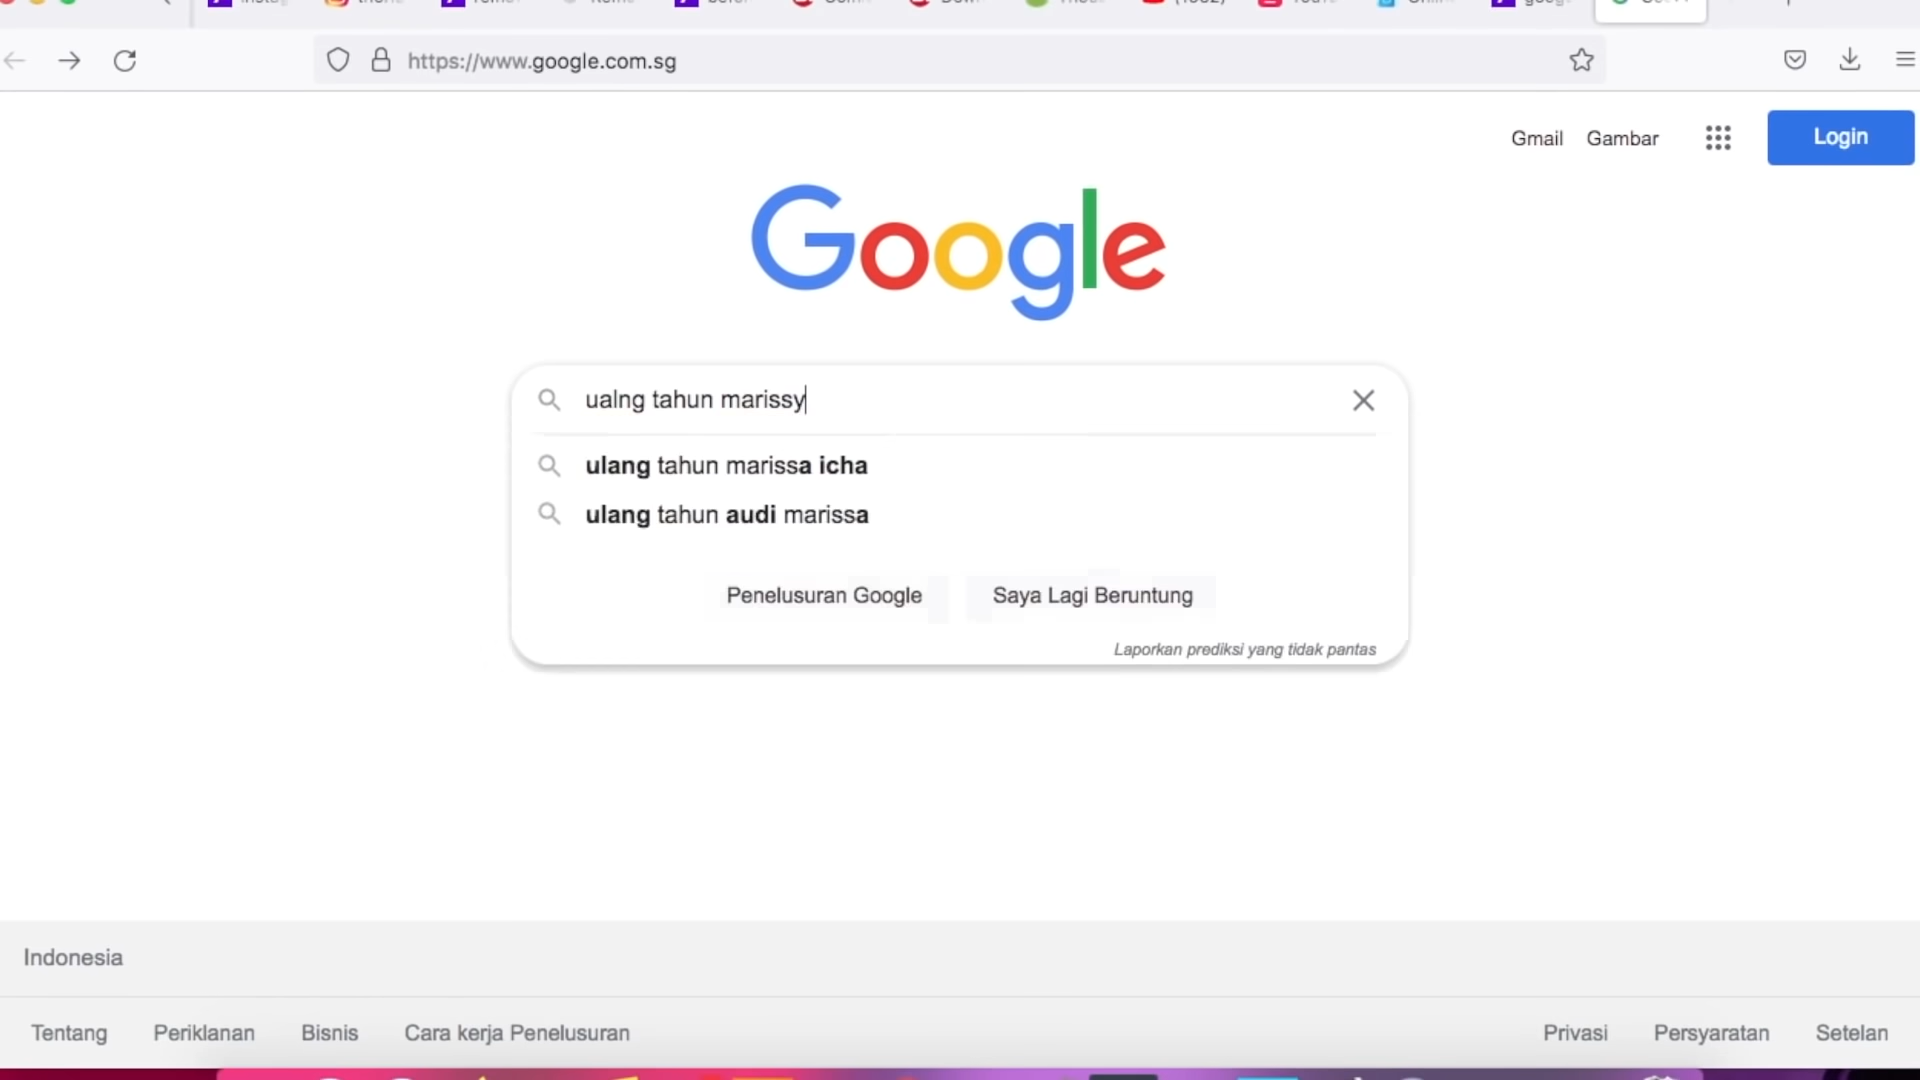 https://www.google.com.sg
Gmail Gambar Login
Google
ualng tahun marissy
ulang tahun marissa icha
ulang tahun audi marissa
Penelusuran Google Saya Lagi Beruntung
Laporkan prediksi yang tidak pantas
Indonesia
Tentang Periklanan Bisnis Cara kerja Penelusuran Privasi Persyaratan Setelan